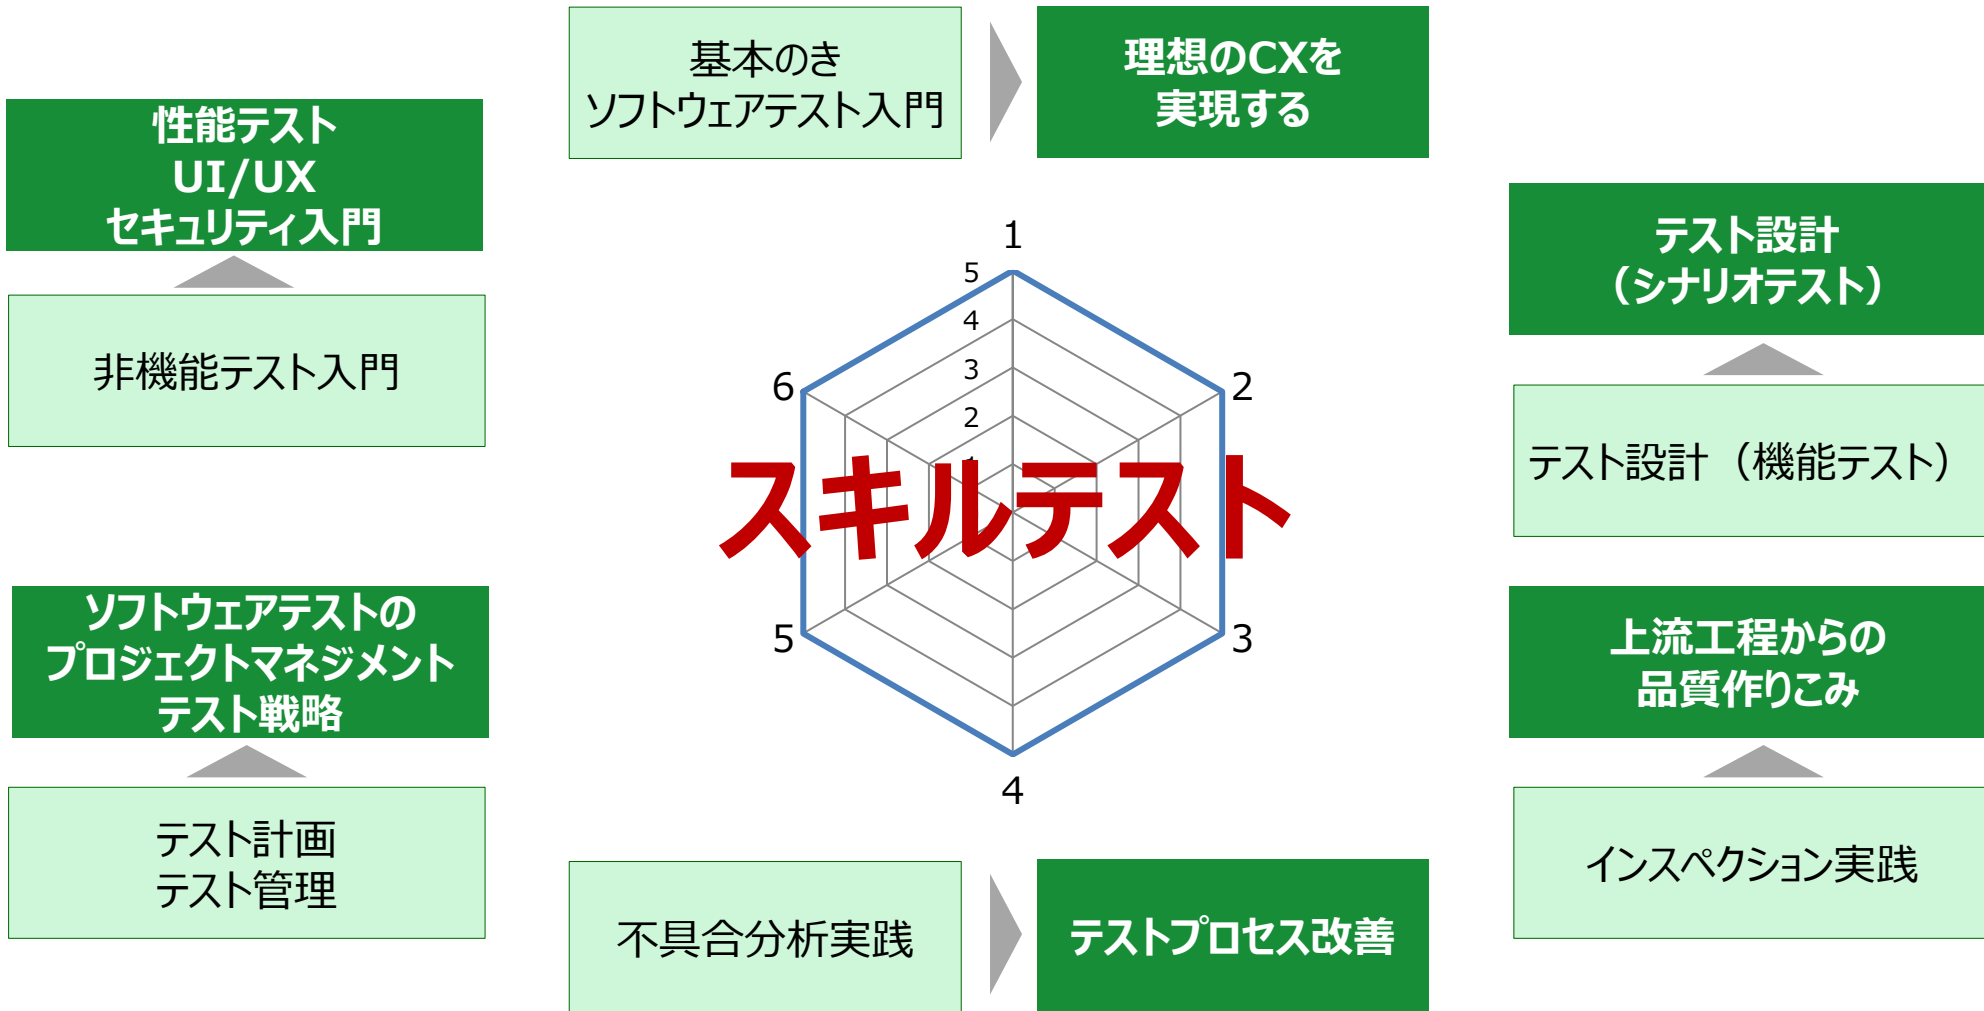 基本のき
ソフトウェアテスト入門
理想のCXを
実現する
性能テスト
UI/UX
セキュリティ入門
非機能テスト入門
テスト設計
（シナリオテスト）
テスト設計（機能テスト）
1
2
3
4
5
6
5
4
3
2
1
スキルテスト
ソフトウェアテストの
プロジェクトマネジメント
テスト戦略
テスト計画
テスト管理
上流工程からの
品質作りこみ
インスペクション実践
不具合分析実践
テストプロセス改善